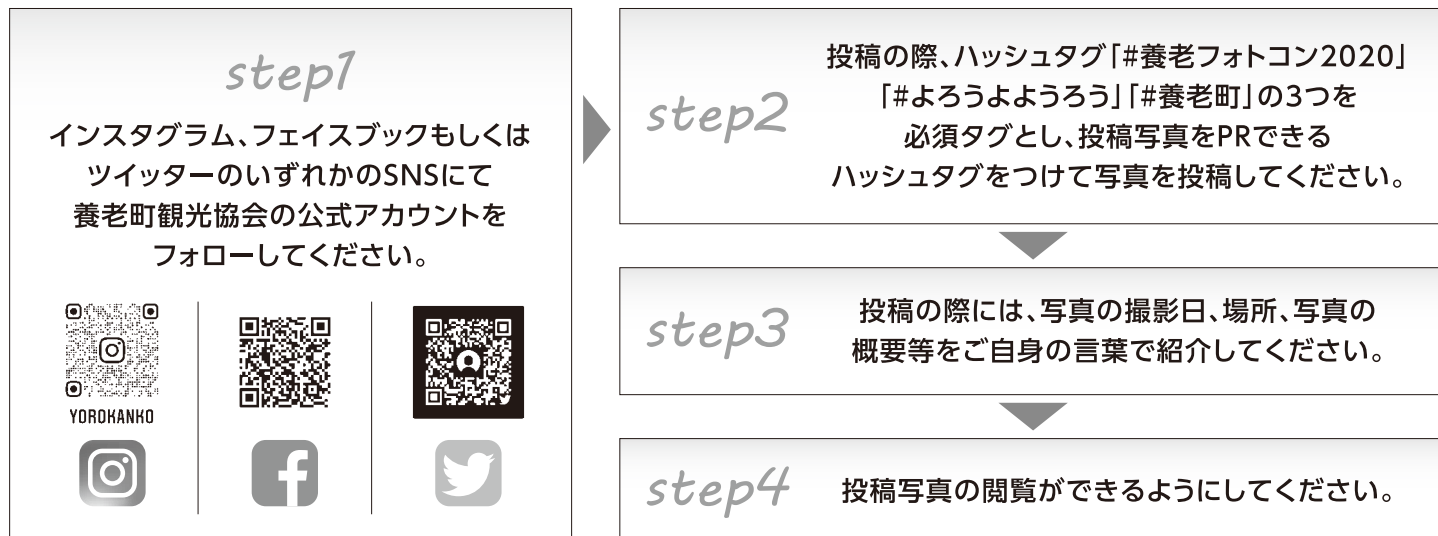 step1
インスタグラム、フェイスブックもしくは
ツイッターのいずれかのSNSにて
養老町観光協会の公式アカウントを
フォローしてください。
YOROKANKO
step2
投稿の際、ハッシュタグ「#養老フォトコン2020」
「#よろうよようろう」「#養老町」の3つを
必須タグとし、投稿写真をPRできる
ハッシュタグをつけて写真を投稿してください。
step3
投稿の際には、写真の撮影日、場所、写真の
概要等をご自身の言葉で紹介してください。
step4
投稿写真の閲覧ができるようにしてください。